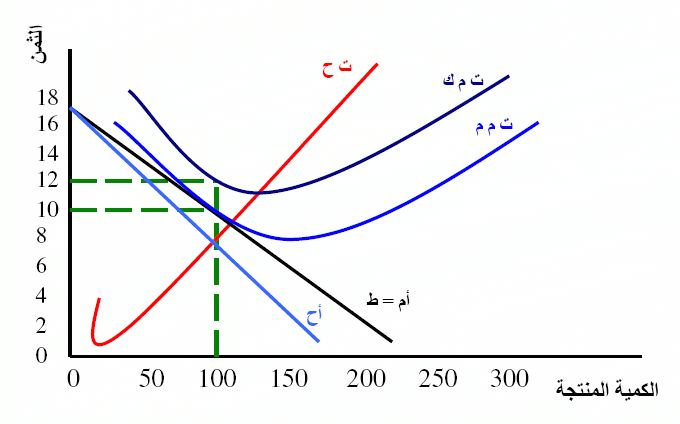 الثمن
18
16
14
12
10
8
6
4
2
0
ت ح
ت م ك
ت م م
أم = ط
أح
0 50 100 150 200 250 300
الكمية المنتجة